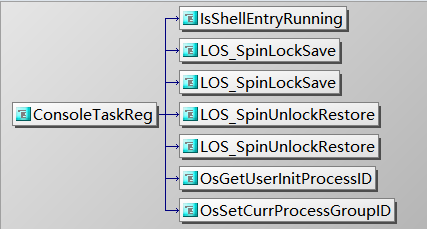 IsShellEntryRunning
LOS_SpinLockSave
LOS_SpinLockSave
ConsoleTaskReg
LOS_SpinUnlockRestore
LOS_SpinUnlockRestore
OsGetUserInitProcessID
OsSetCurrProcessGroupID